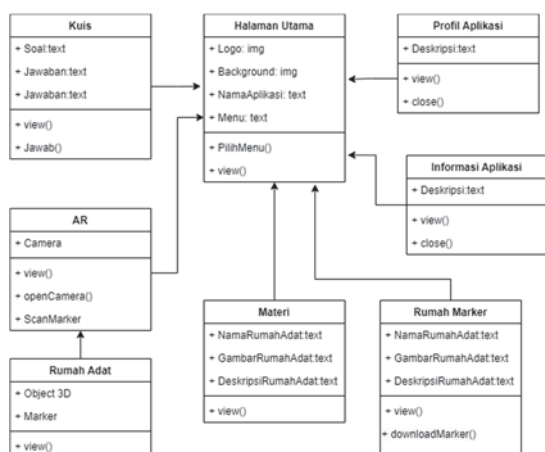 Kuis
+ Soal:text
+ Jawaban:text
+ Jawaban:text
+ view()
+ Jawab()
Halaman Utama
+ Logo: img
+ Background: img
+ NamaAplikasi: text
+ Menu: text
+ PilihMenu()
+ view()
Profil Aplikasi
+ Deskripsi:text
+ view()
+ close()
Informasi Aplikasi
+ Deskripsi:text
+ view()
+ close()
AR
+ Camera
+ view()
+ openCamera()
+ ScanMarker
Rumah Adat
+ Object 3D
+ Marker
+ view()
Materi
+ NamaRumahAdat:text
+ GambarRumahAdat:text
+ DeskripsiRumahAdat:text
+ view()
Rumah Marker
+ NamaRumahAdat:text
+ GambarRumahAdat:text
+ DeskripsiRumahAdat:text
+ view()
+ downloadMarker()